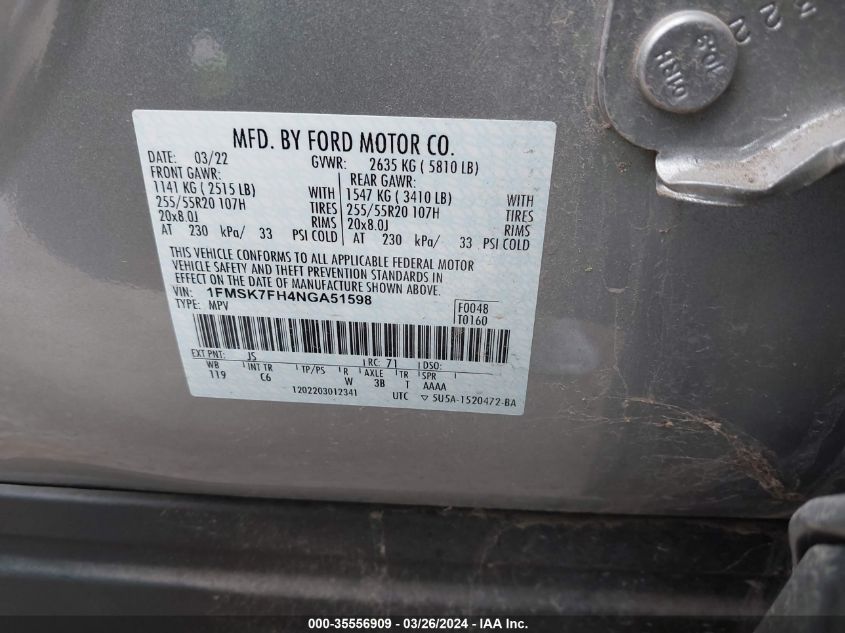 522
10.9
013H
MFD. BY FORD MOTOR CO.
DATE: 03/22 GVWR: 2635 KG ( 5810 LB)
FRONT GAWR: REAR GAWR:
1141 KG ( 2515 LB) WITH 1547 KG ( 3410 LB) WITH
255/55R20 107H TIRES 255/55R20 107H TIRES
20x8.0J RIMS 20x8.0J RIMS
AT 230 kPa/ 33 PSI COLD AT 230 kPa/ 33 PSI COLD
THIS VEHICLE CONFORMS TO ALL APPLICABLE FEDERAL MOTOR
VEHICLE SAFETY AND THEFT PREVENTION STANDARDS IN
EFFECT ON THE DATE OF MANUFACTURE SHOWN ABOVE.
VIN: 1FMSK7FH4NGA51598 F0048
TYPE: MPV T0160
EXT PNT: JS RC: 71 DSO:
WB INT TR TP/PS R AXLE TR SPR
119 C6 W 3B T AAAA
1202203012341 UTC ▽ 5U5A-1520472-BA
000-35556909 - 03/26/2024 - IAA Inc.